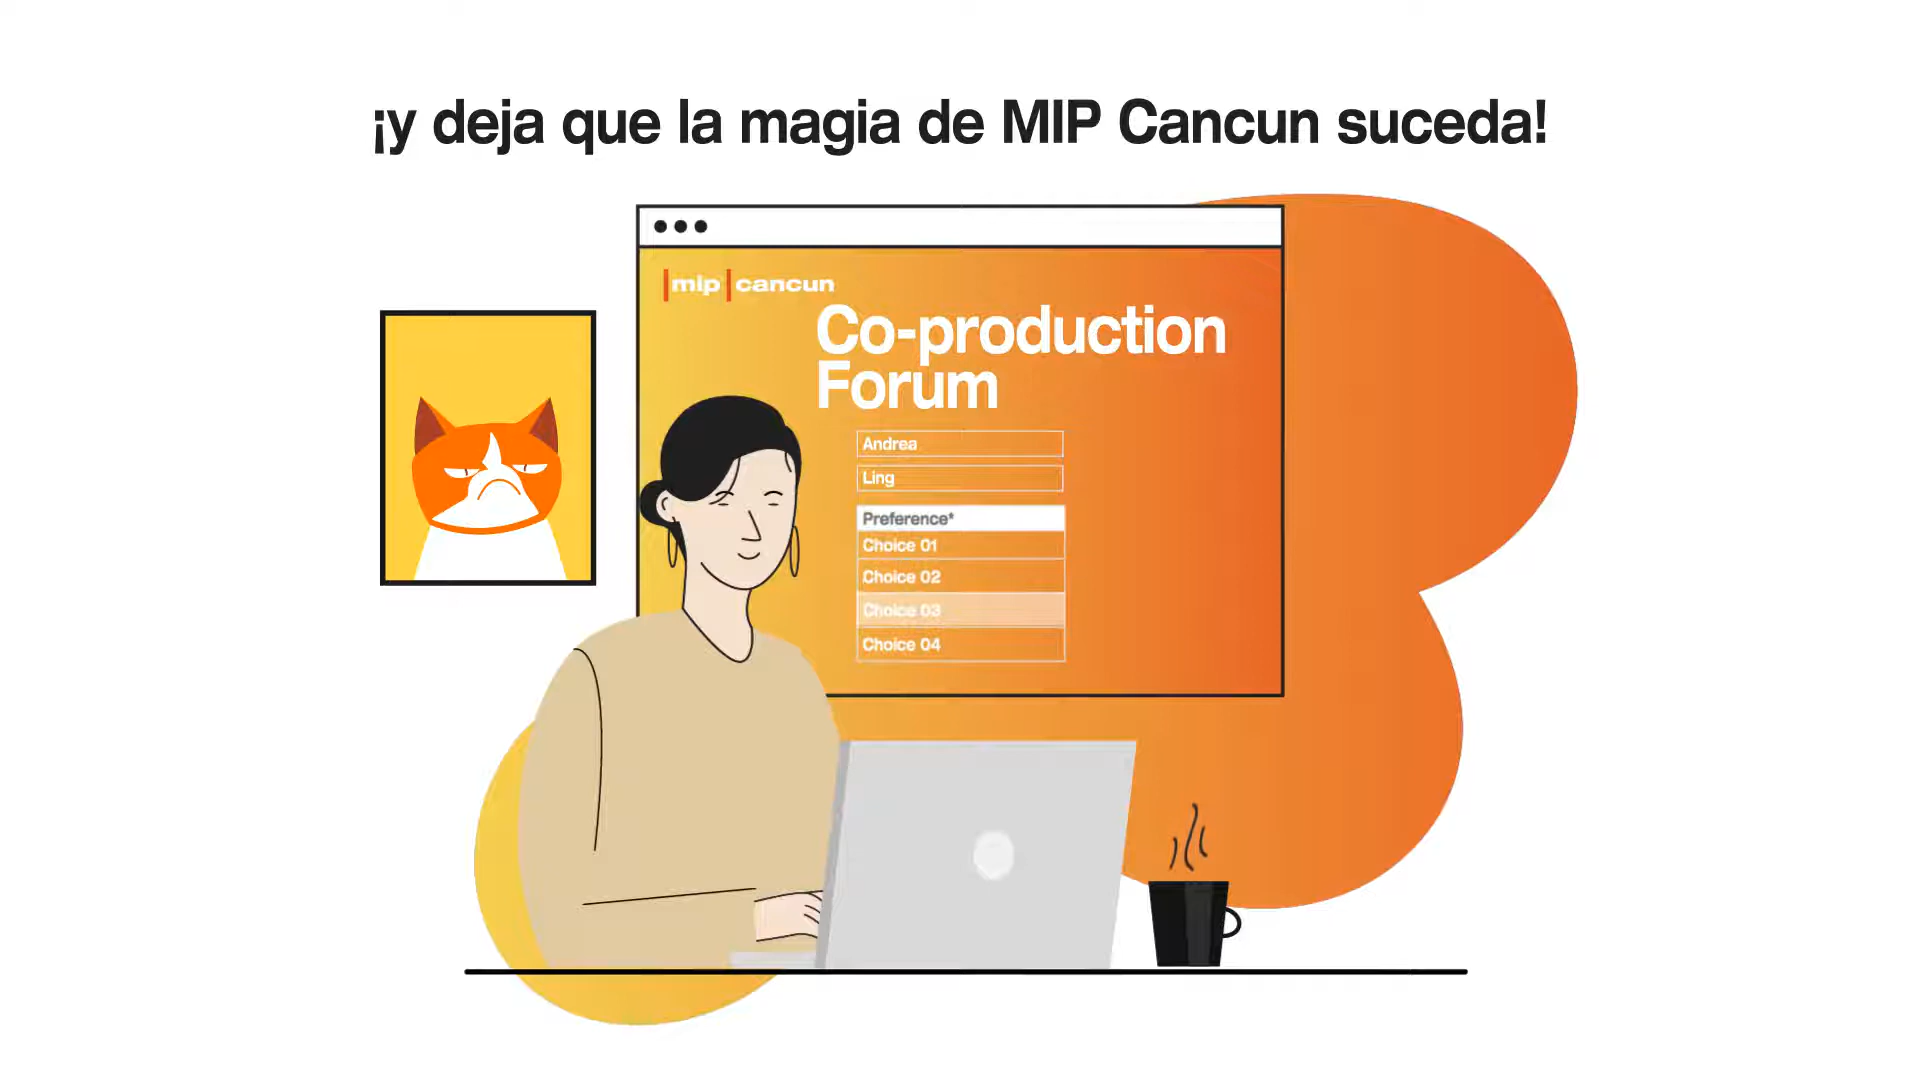 ¡y deja que la magia de MIP Cancun suceda!
|mip|cancun
Co-production
Forum
Andrea
Ling
Preference*
Choice 01
Choice 02
Choice 03
Choice 04